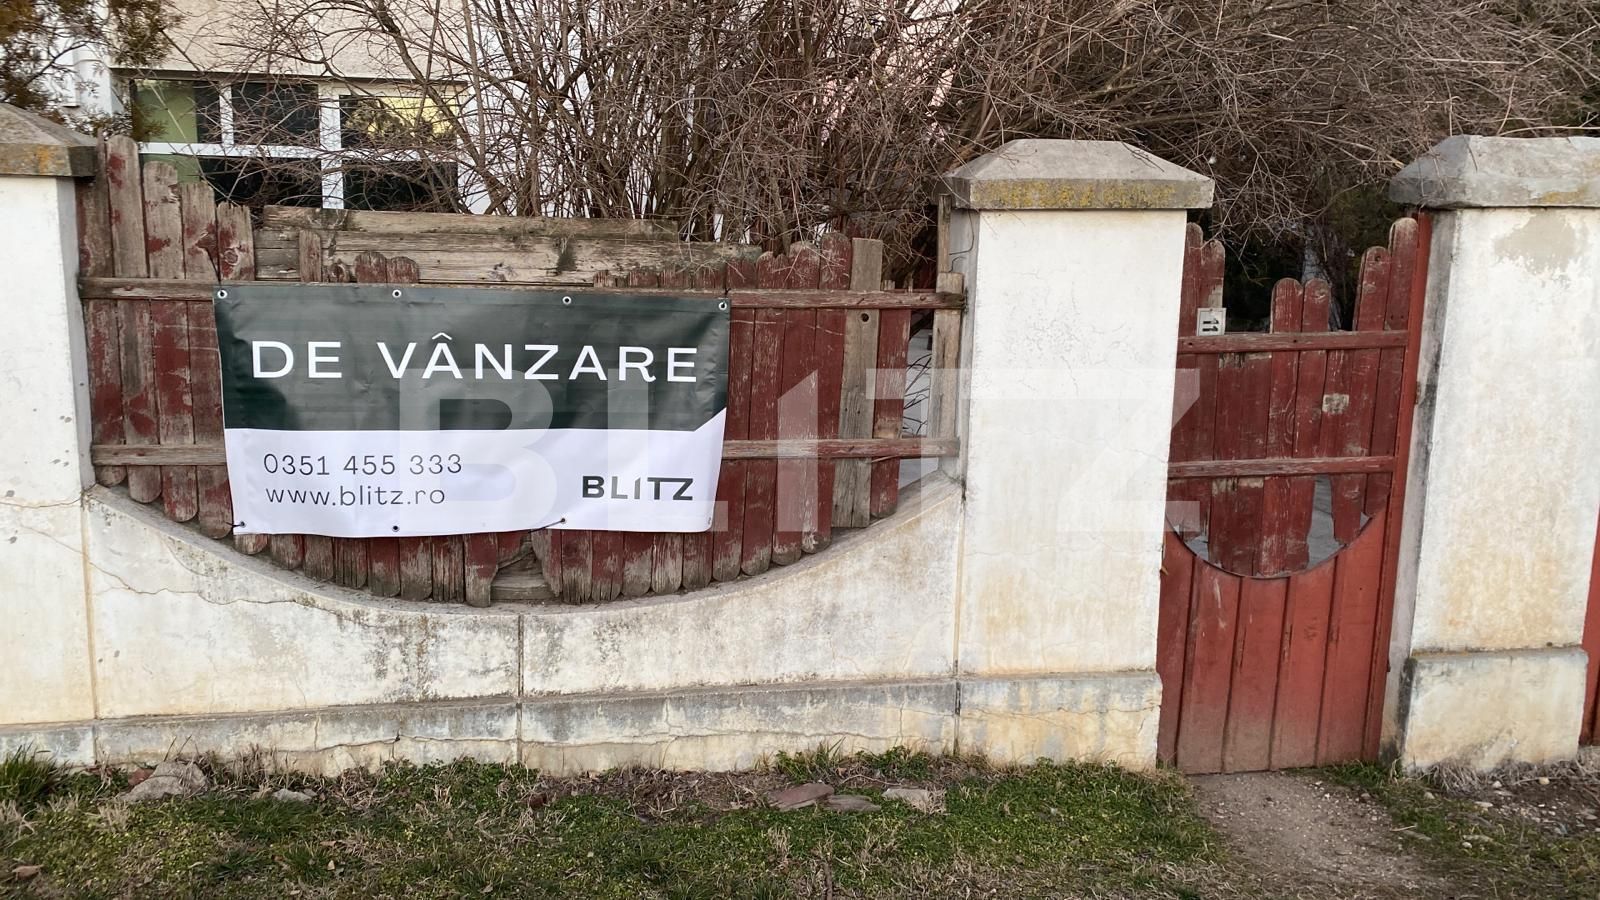 DE VÂNZARE
0351 455 333
www.blitz.ro
BLITZ
BLITZ
11